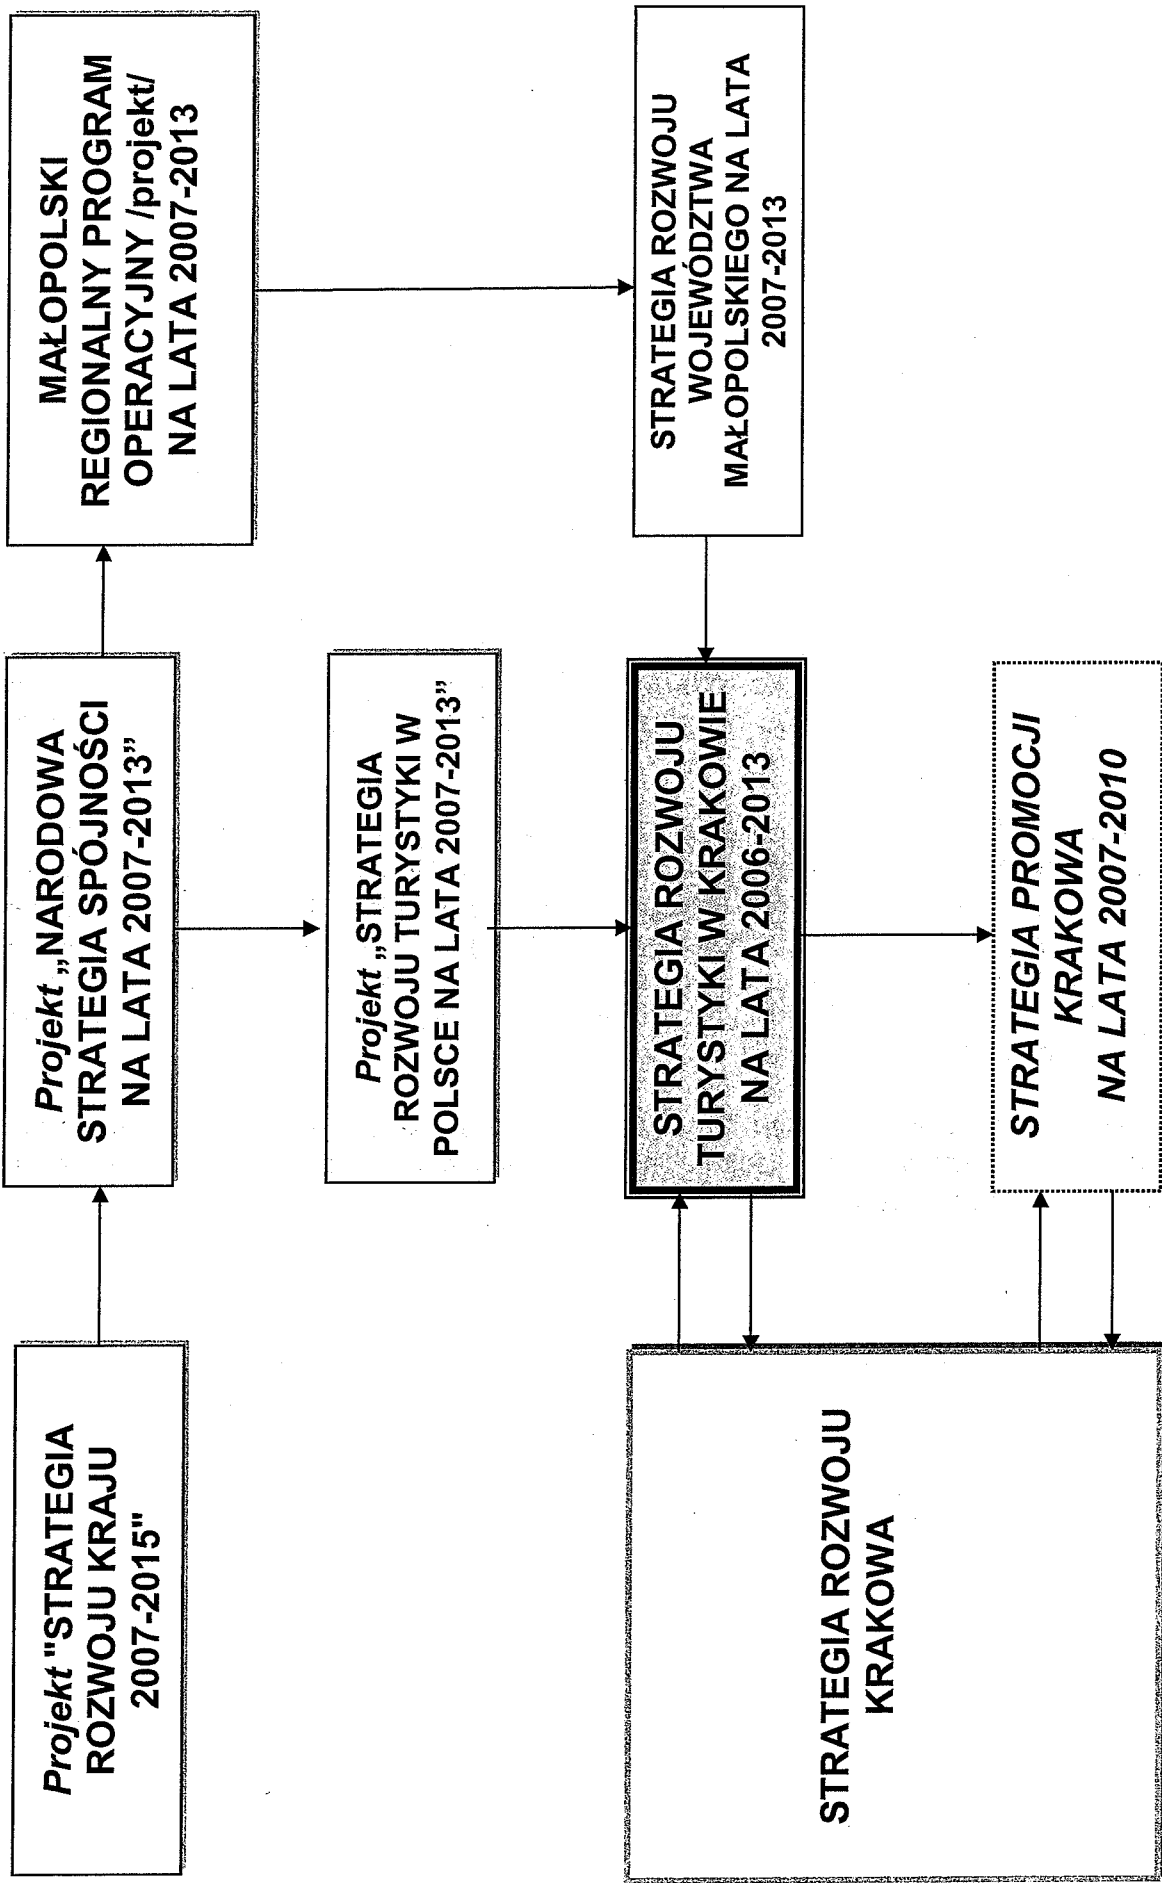 Projekt "STRATEGIA
ROZWOJU KRAJU
2007-2015"
Projekt „NARODOWA
STRATEGIA SPÓJNOŚCI
NA LATA 2007-2013”
MAŁOPOLSKI
REGIONALNY PROGRAM
OPERACYJNY /projekt/
NA LATA 2007-2013
Projekt „STRATEGIA
ROZWOJU TURYSTYKI W
POLSCE NA LATA 2007-2013”
STRATEGIA ROZWOJU
KRAKOWA
STRATEGIA ROZWOJU
TURYSTYKI W KRAKOWIE
NA LATA 2006-2013
STRATEGIA ROZWOJU
WOJEWÓDZTWA
MAŁOPOLSKIEGO NA LATA
2007-2013
STRATEGIA PROMOCJI
KRAKOWA
NA LATA 2007-2010